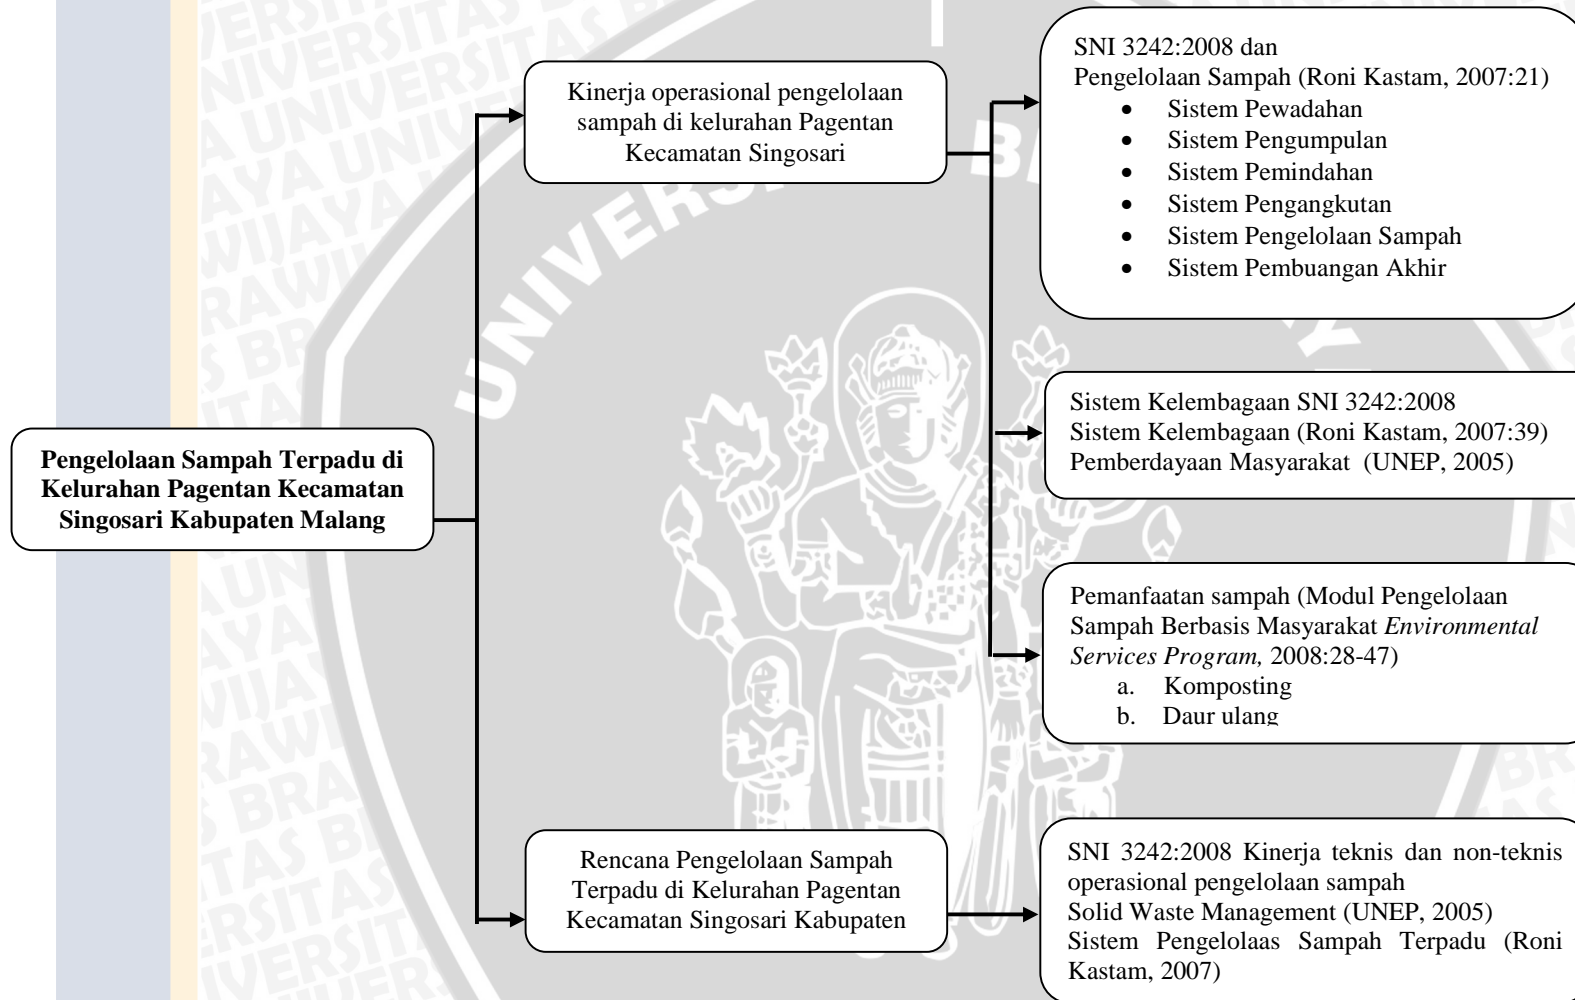 Pengelolaan Sampah Terpadu di
Kelurahan Pagentan Kecamatan
Singosari Kabupaten Malang
Kinerja operasional pengelolaan
sampah di kelurahan Pagentan
Kecamatan Singosari
SNI 3242:2008 dan
Pengelolaan Sampah (Roni Kastam, 2007:21)
• Sistem Pewadahan
• Sistem Pengumpulan
• Sistem Pemindahan
• Sistem Pengangkutan
• Sistem Pengelolaan Sampah
• Sistem Pembuangan Akhir
Sistem Kelembagaan SNI 3242:2008
Sistem Kelembagaan (Roni Kastam, 2007:39)
Pemberdayaan Masyarakat (UNEP, 2005)
Pemanfaatan sampah (Modul Pengelolaan
Sampah Berbasis Masyarakat Environmental
Services Program, 2008:28-47)
a. Komposting
b. Daur ulang
Rencana Pengelolaan Sampah
Terpadu di Kelurahan Pagentan
Kecamatan Singosari Kabupaten
SNI 3242:2008 Kinerja teknis dan non-teknis
operasional pengelolaan sampah
Solid Waste Management (UNEP, 2005)
Sistem Pengelolaas Sampah Terpadu (Roni
Kastam, 2007)